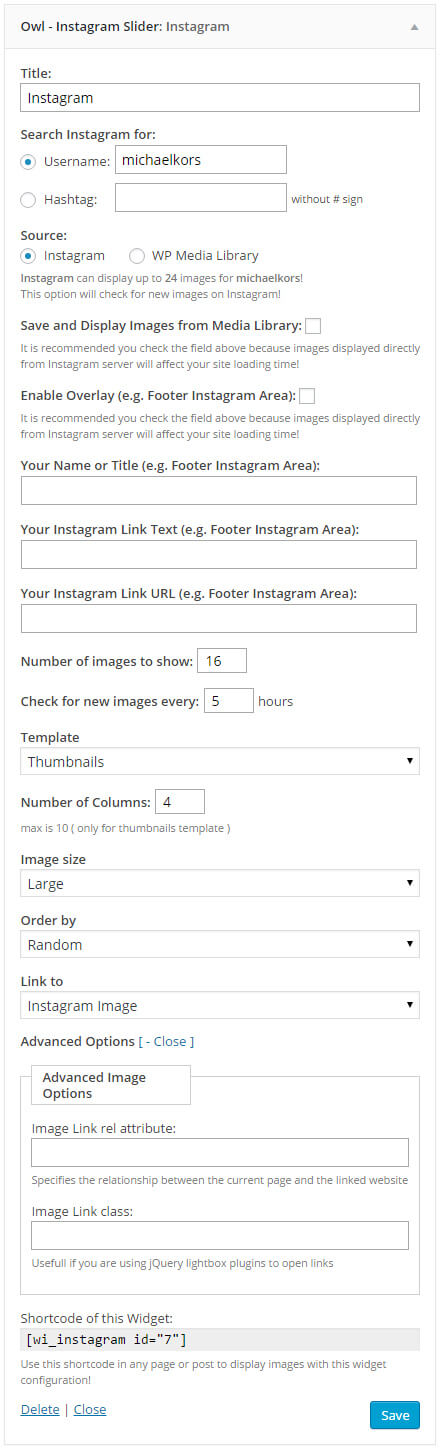 Owl - Instagram Slider: Instagram
Title:
Instagram
Search Instagram for:
Username: michaelkors
Hashtag: without # sign
Source:
Instagram WP Media Library
Instagram can display up to 24 images for michaelkors!
This option will check for new images on Instagram!
Save and Display Images from Media Library:
It is recommended you check the field above because images displayed directly
from Instagram server will affect your site loading time!
Enable Overlay (e.g. Footer Instagram Area):
It is recommended you check the field above because images displayed directly
from Instagram server will affect your site loading time!
Your Name or Title (e.g. Footer Instagram Area):
Your Instagram Link Text (e.g. Footer Instagram Area):
Your Instagram Link URL (e.g. Footer Instagram Area):
Number of images to show: 16
Check for new images every: 5 hours
Template
Thumbnails
Number of Columns: 4
max is 10 ( only for thumbnails template )
Image size
Large
Order by
Random
Link to
Instagram Image
Advanced Options [ - Close ]
Advanced Image
Options
Image Link rel attribute:
Specifies the relationship between the current page and the linked website
Image Link class:
Usefull if you are using jQuery lightbox plugins to open links
Shortcode of this Widget:
[wi_instagram id="7"]
Use this shortcode in any page or post to display images with this widget
configuration!
Delete | Close Save